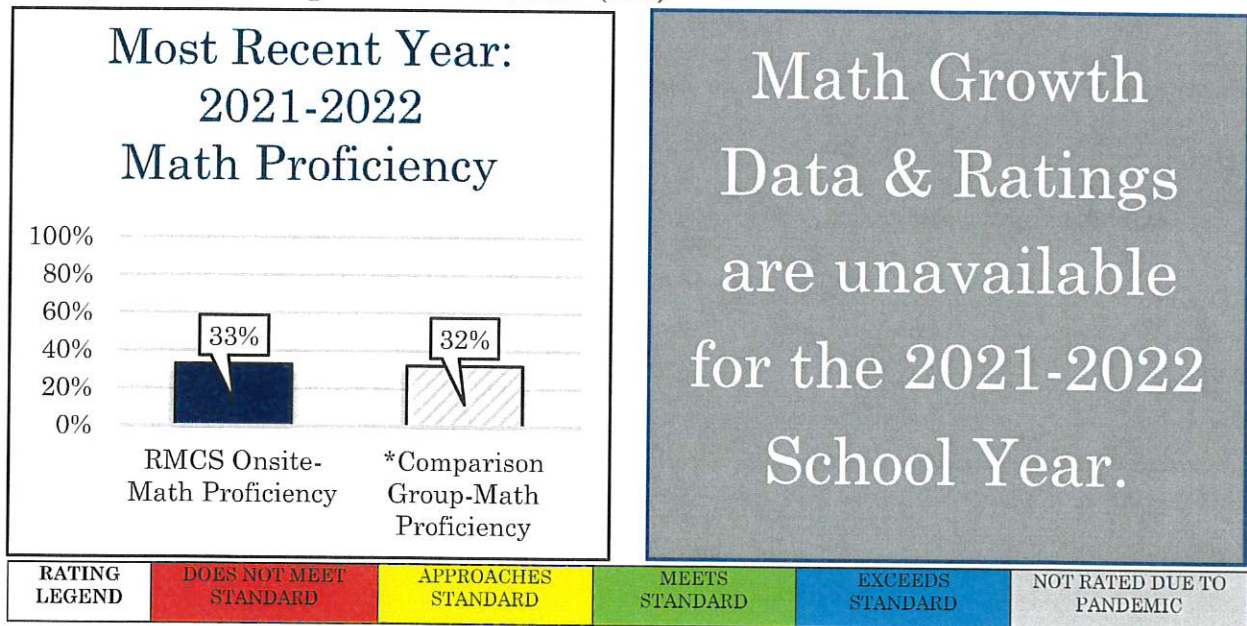 Most Recent Year:
2021-2022
Math Proficiency
100%
80%
60%
40%
20%
0%
33%
32%
RMCS Onsite-
Math Proficiency
*Comparison
Group-Math
Proficiency
Math Growth
Data & Ratings
are unavailable
for the 2021-2022
School Year.
RATING
LEGEND
DOES NOT MEET
STANDARD
APPROACHES
STANDARD
MEETS
STANDARD
EXCEEDS
STANDARD
NOT RATED DUE TO
PANDEMIC